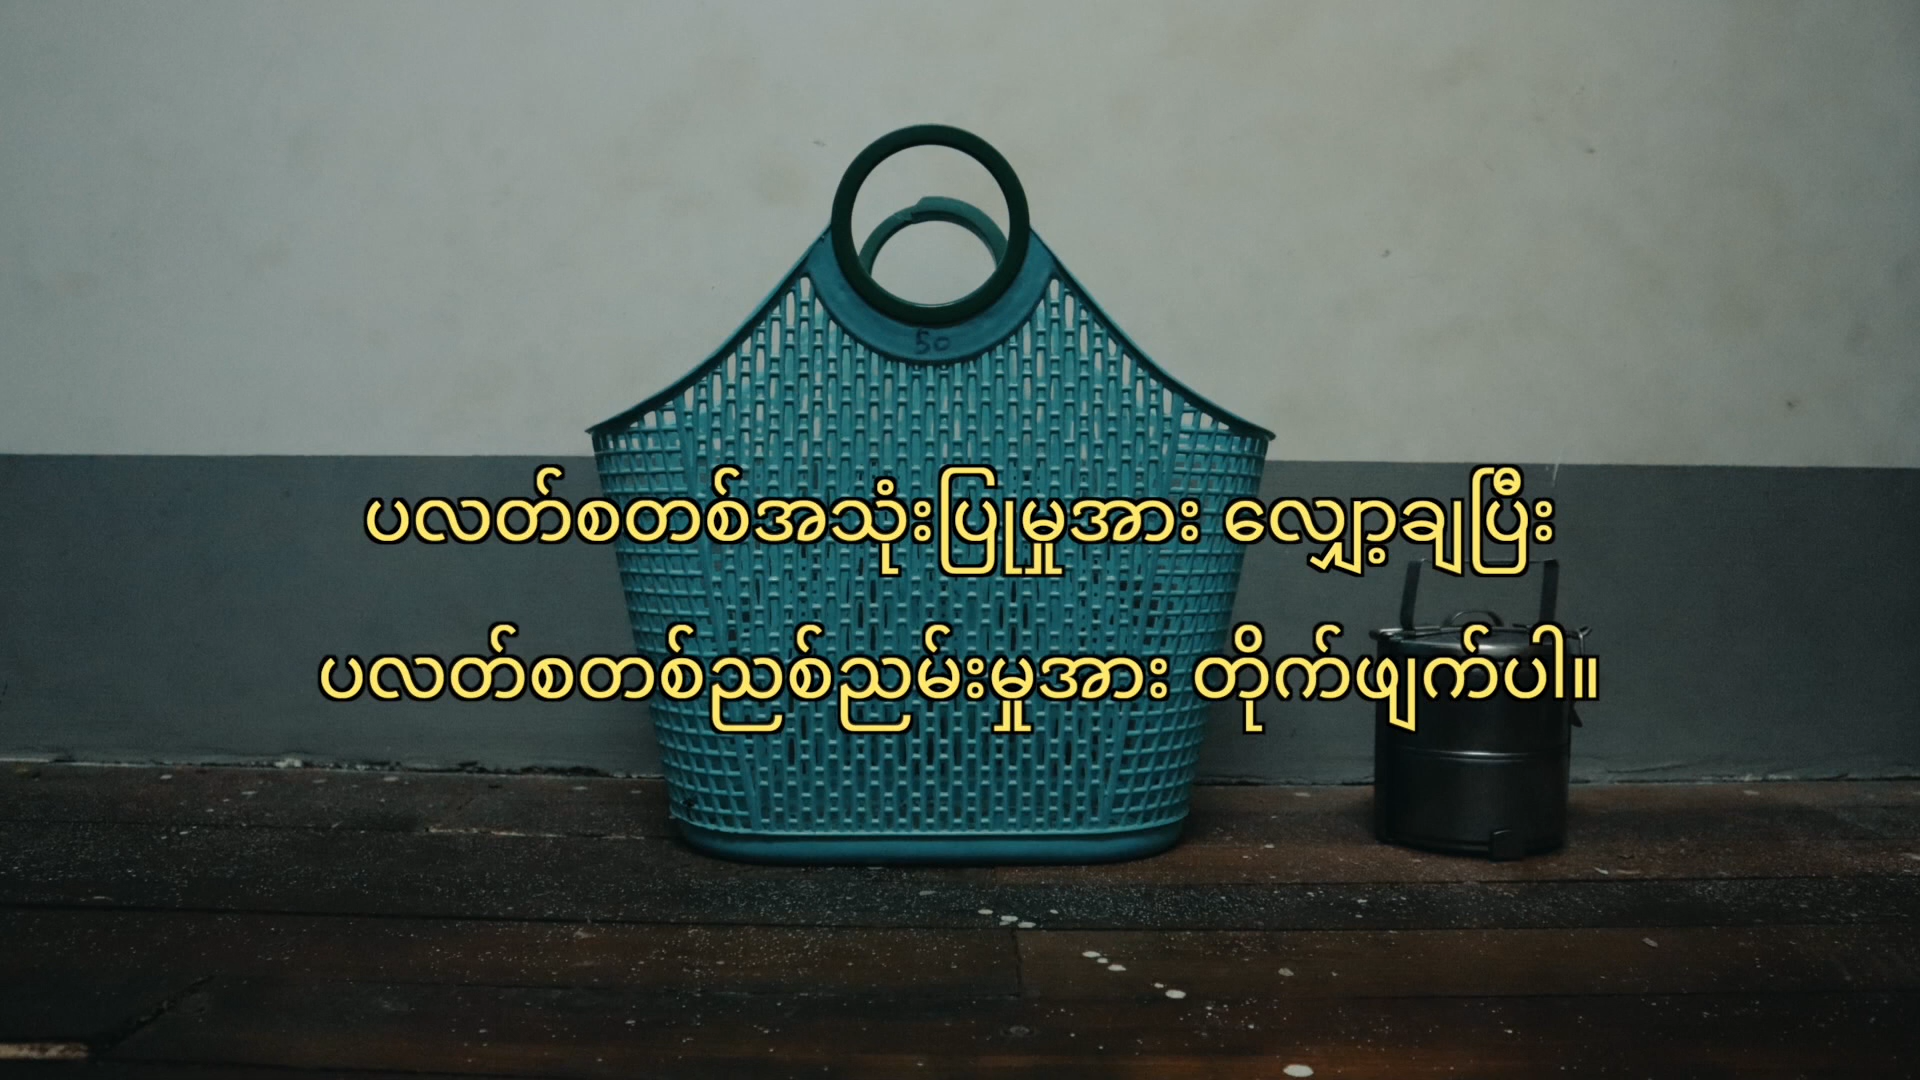 50
ပလတ်စတစ်အသုံးပြုမှုအား လျှော့ချပြီး
ပလတ်စတစ်ညစ်ညမ်းမှုအား တိုက်ဖျက်ပါ။